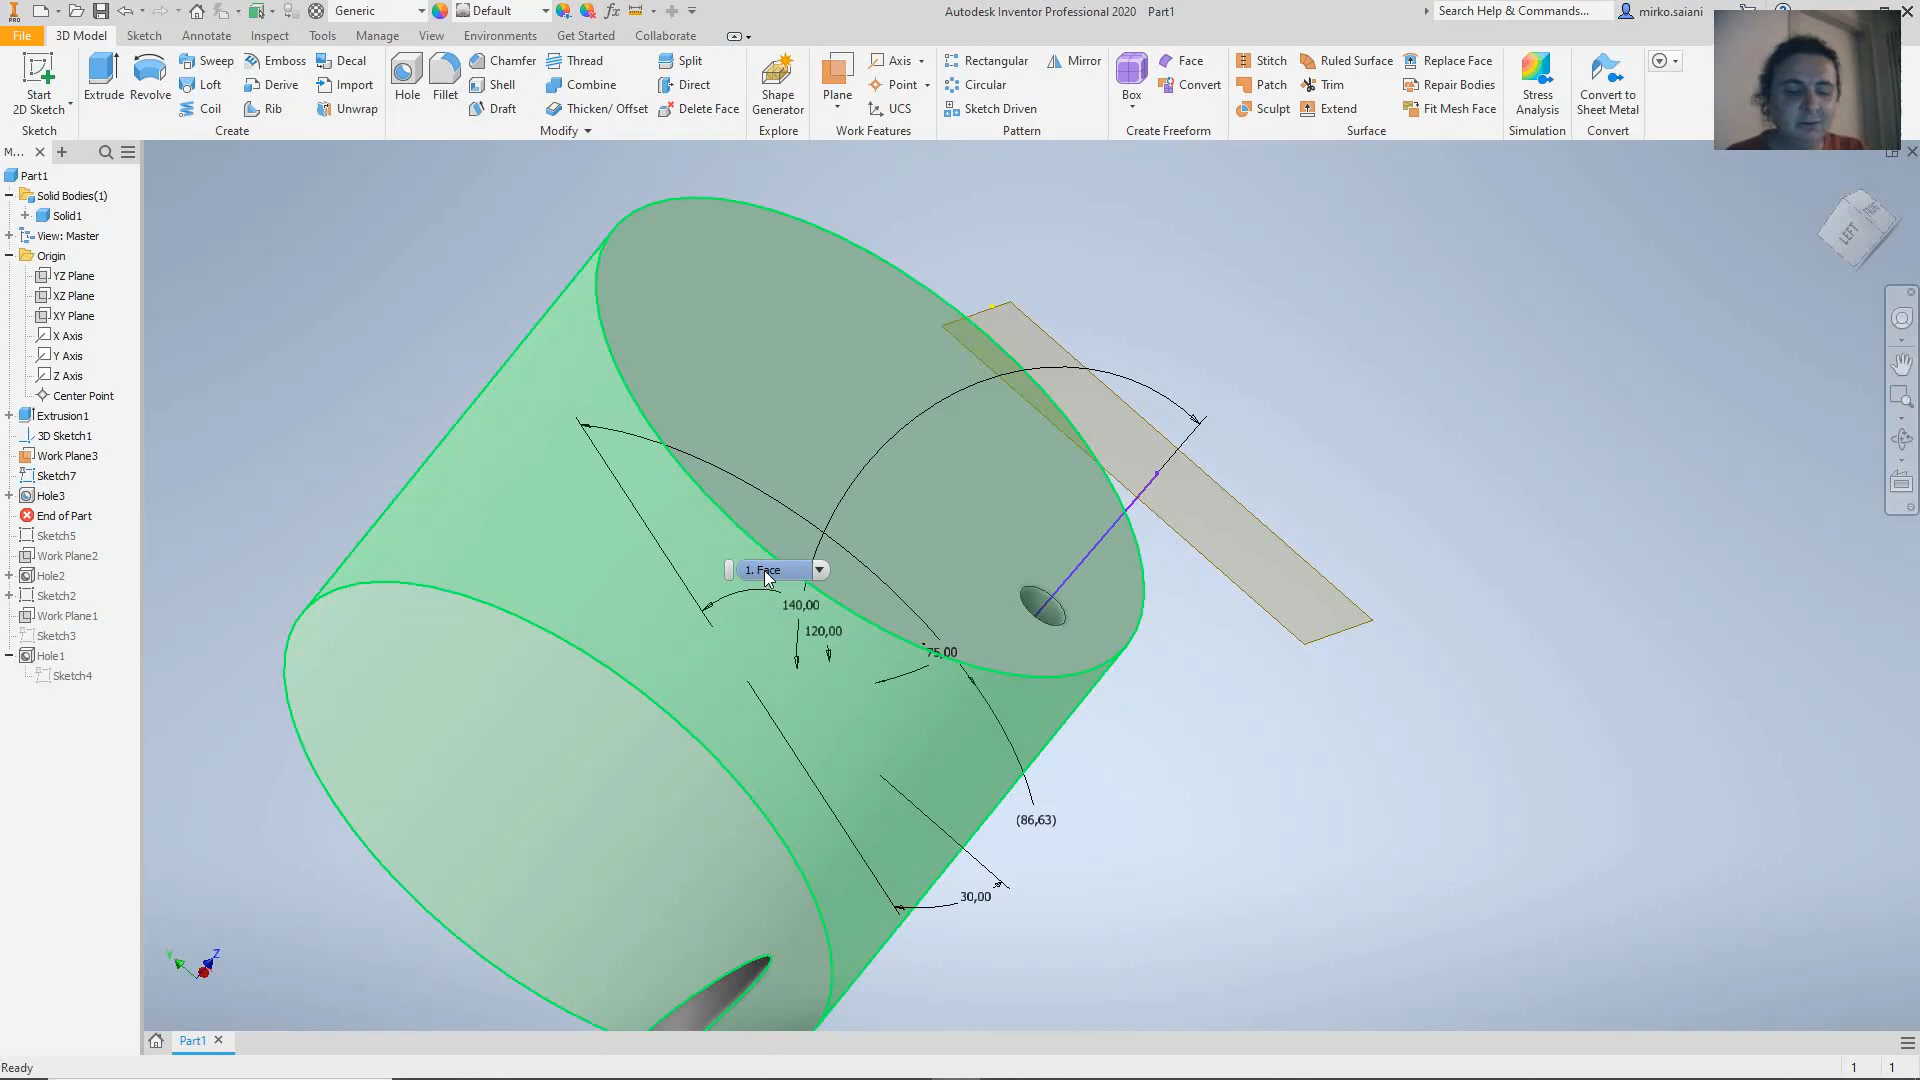 PRO
Generic
Default
Autodesk Inventor Professional 2020 Part1
Search Help & Commands...
mirko.saiani
File
3D Model
Sketch
Annotate
Inspect
Tools
Manage
View
Environments
Get Started
Collaborate
Start
2D Sketch
Sketch
Extrude
Revolve
Sweep
Loft
Coil
Emboss
Derive
Rib
Decal
Import
Unwrap
Create
Hole
Fillet
Chamfer
Shell
Draft
Thread
Combine
Thicken/ Offset
Split
Direct
Delete Face
Modify
Shape
Generator
Explore
Plane
Axis
Point
UCS
Work Features
Rectangular
Circular
Sketch Driven
Mirror
Pattern
Box
Face
Convert
Create Freeform
Stitch
Patch
Sculpt
Ruled Surface
Trim
Extend
Replace Face
Repair Bodies
Fit Mesh Face
Surface
Stress
Analysis
Simulation
Convert to
Sheet Metal
Convert
M...
Part1
Solid Bodies(1)
Solid1
View: Master
Origin
YZ Plane
XZ Plane
XY Plane
X Axis
Y Axis
Z Axis
Center Point
Extrusion1
3D Sketch1
Work Plane3
Sketch7
Hole3
End of Part
Sketch5
Work Plane2
Hole2
Sketch2
Work Plane1
Sketch3
Hole1
Sketch4
LEFT
1. Face
140,00
120,00
75,00
(86,63)
30,00
Y
Z
Part1
Ready
1 1